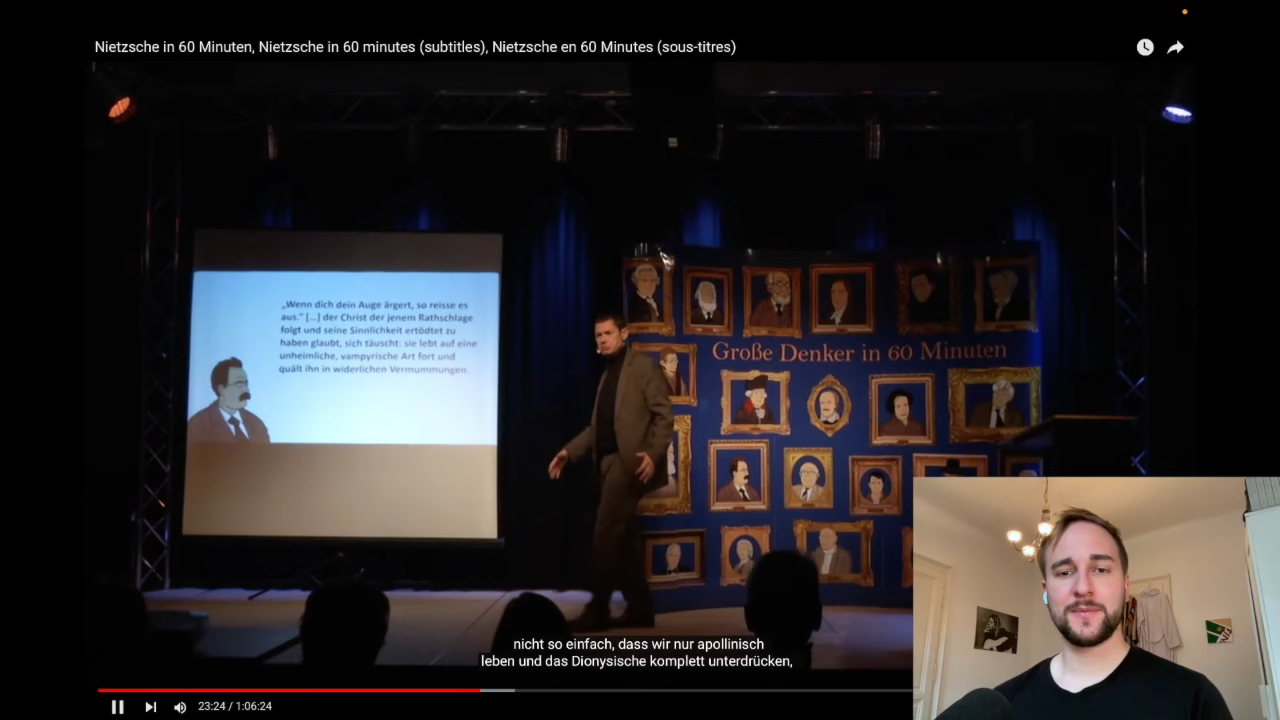 Nietzsche in 60 Minuten, Nietzsche in 60 minutes (subtitles), Nietzsche en 60 Minutes (sous-titres)
„Wenn dich dein Auge ärgert, so reisse es
aus.“ [...] der Christ der jenem Rathschlage
folgt und seine Sinnlichkeit ertödtet zu
haben glaubt, sich täuscht: sie lebt auf eine
unheimliche, vampyrische Art fort und
quält ihn in widerlichen Vermummungen.
Große Denker in 60 Minuten
nicht so einfach, dass wir nur apollinisch
leben und das Dionysische komplett unterdrücken,
23:24 / 1:06:24